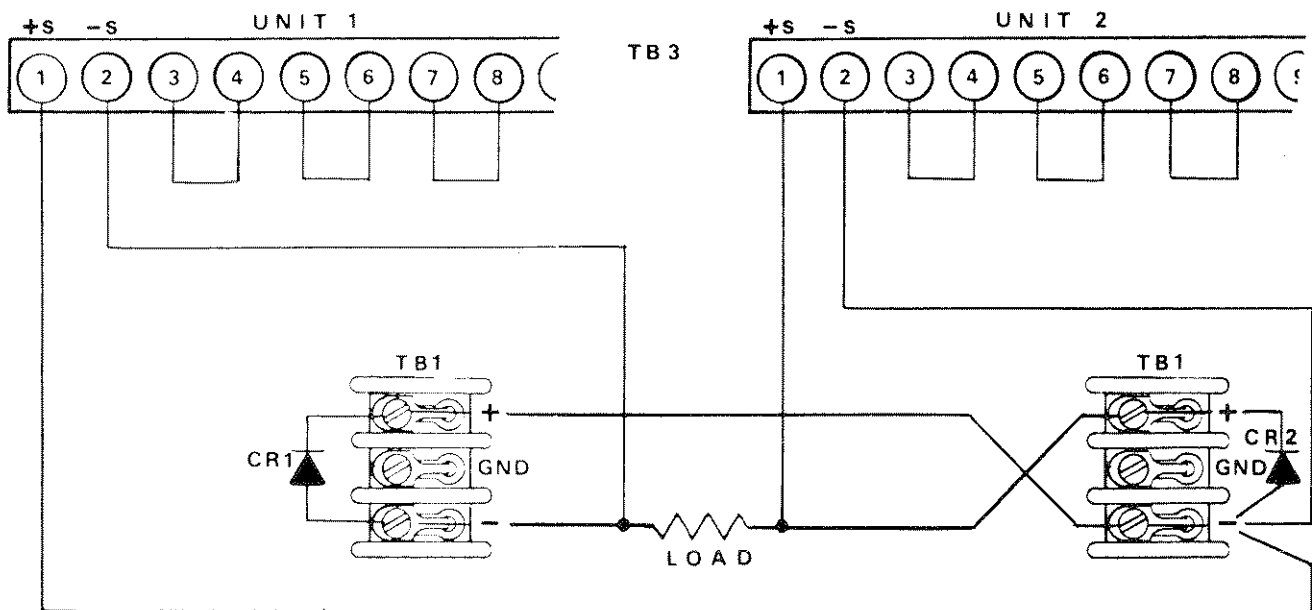 +S -S UNIT 1
1 2 3 4 5 6 7 8
TB3
+S -S UNIT 2
1 2 3 4 5 6 7 8 9
TB1
+
CR1
GND
-
LOAD
TB1
+
CR2
GND
-